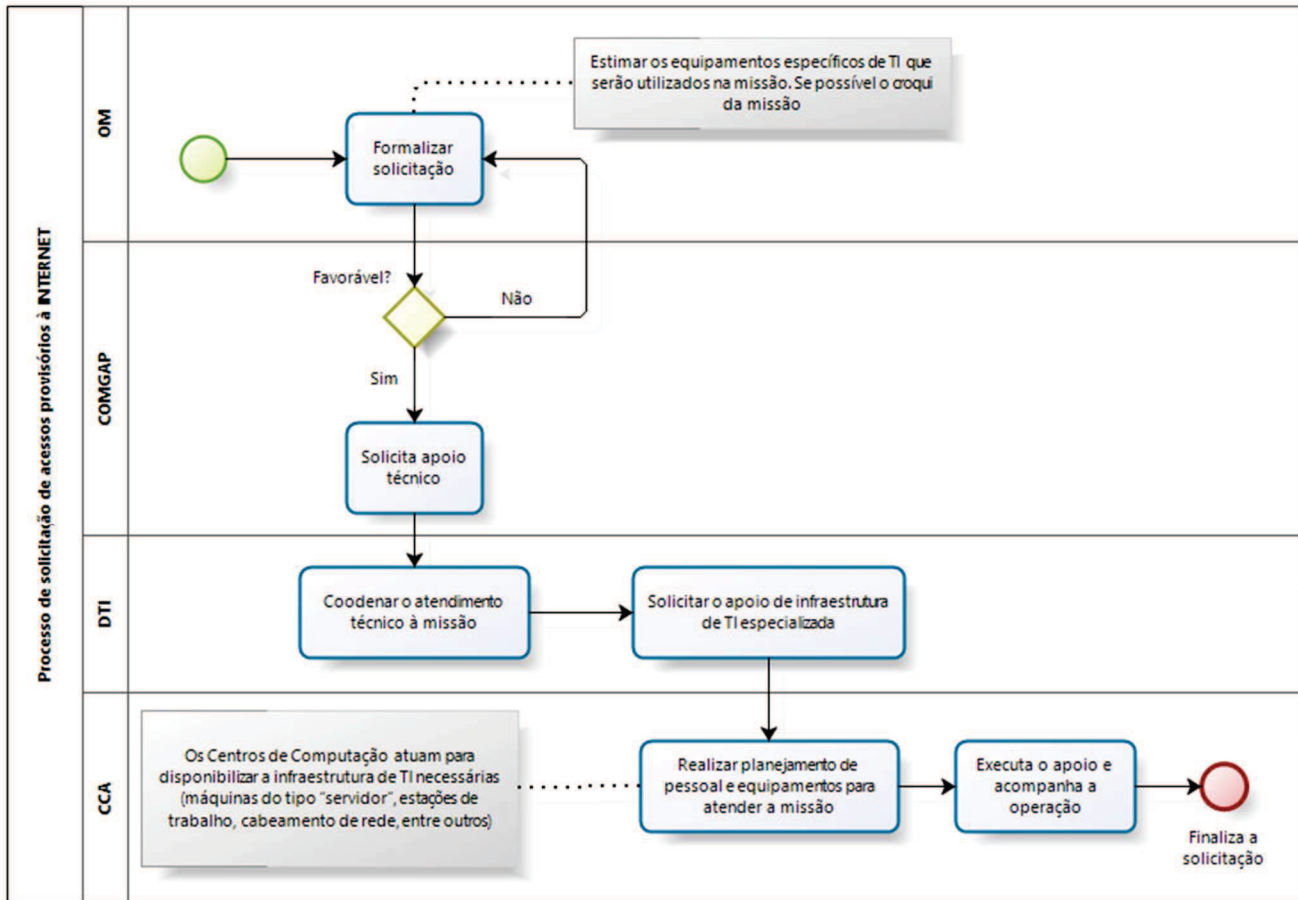 Processo de solicitação de acessos provisórios à INTERNET
OM
Estimar os equipamentos específicos de TI que
serão utilizados na missão. Se possível o croqui
da missão
Formalizar
solicitação
COMGAP
Favorável?
Não
Sim
Solicita apoio
técnico
DTI
Coodenar o atendimento
técnico à missão
Solicitar o apoio de infraestrutura
de TI especializada
CCA
Os Centros de Computação atuam para
disponibilizar a infraestrutura de TI necessárias
(máquinas do tipo “servidor”, estações de
trabalho, cabeamento de rede, entre outros)
Realizar planejamento de
pessoal e equipamentos para
atender a missão
Executa o apoio e
acompanha a
operação
Finaliza a
solicitação